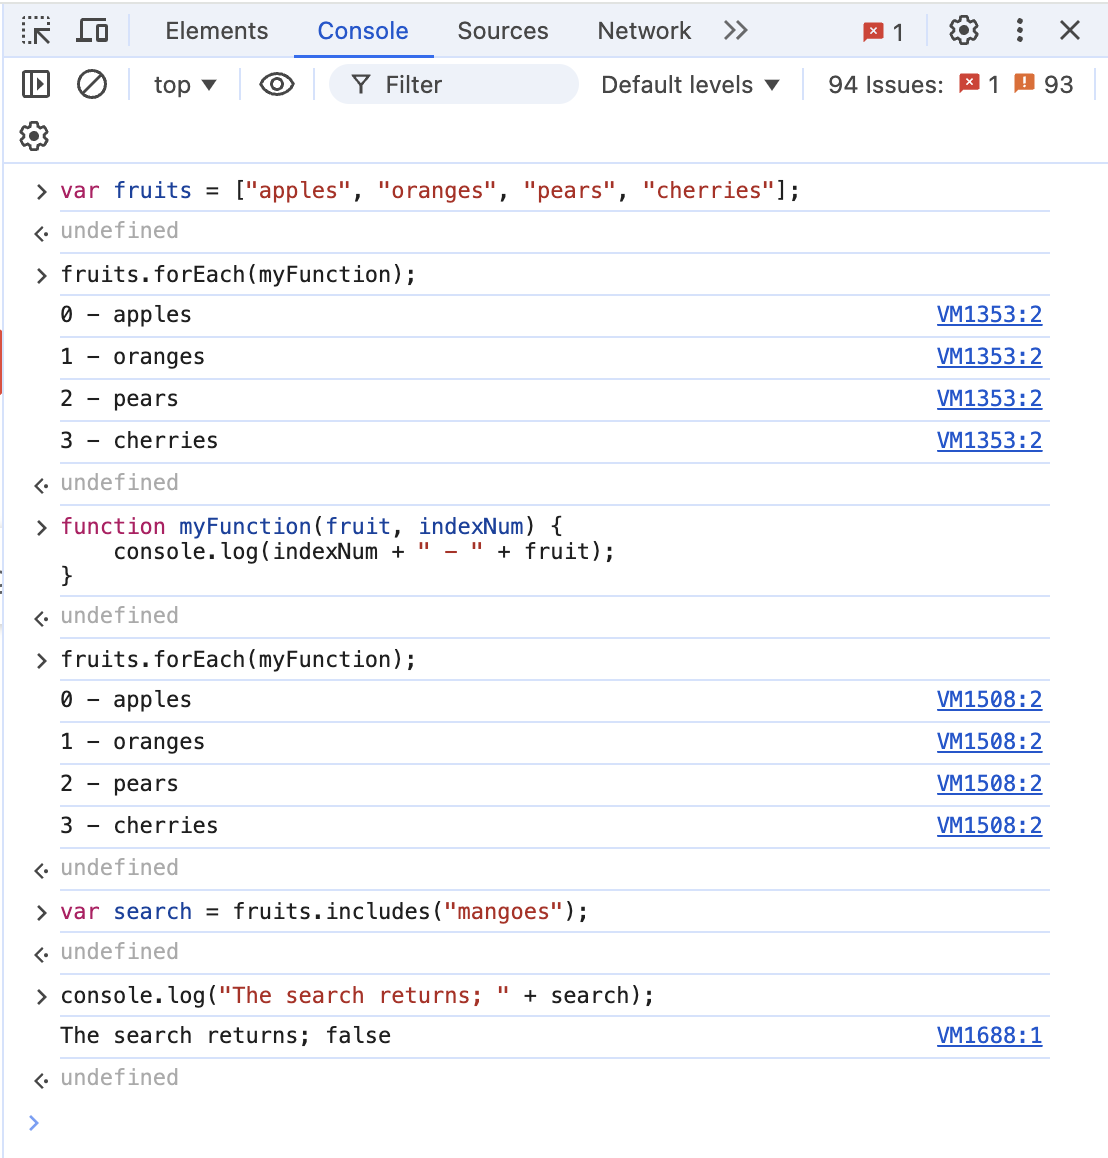 Elements Console Sources Network 1
top Filter Default levels 94 Issues: 1 93
var fruits = ["apples", "oranges", "pears", "cherries"];
undefined
fruits.forEach(myFunction);
0 - apples VM1353:2
1 - oranges VM1353:2
2 - pears VM1353:2
3 - cherries VM1353:2
undefined
function myFunction(fruit, indexNum) {
    console.log(indexNum + " - " + fruit);
}
undefined
fruits.forEach(myFunction);
0 - apples VM1508:2
1 - oranges VM1508:2
2 - pears VM1508:2
3 - cherries VM1508:2
undefined
var search = fruits.includes("mangoes");
undefined
console.log("The search returns; " + search);
The search returns; false VM1688:1
undefined